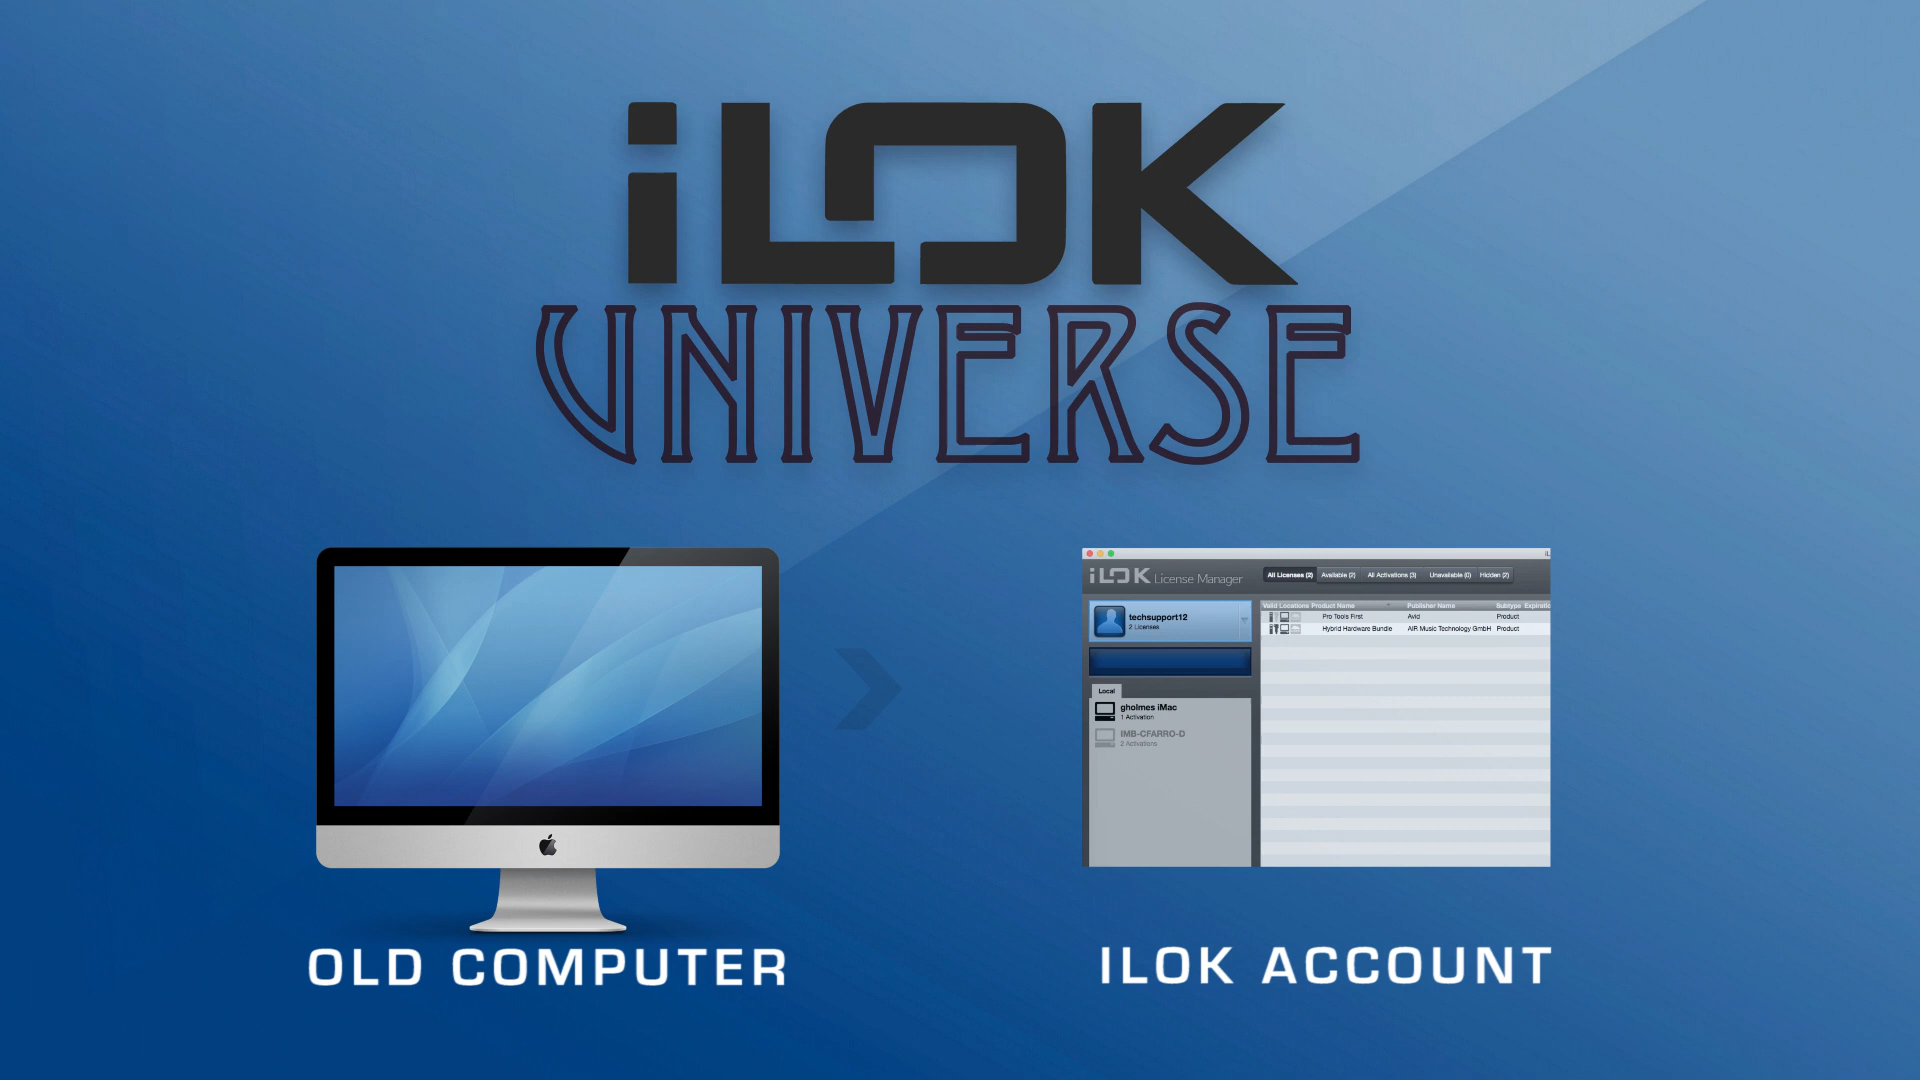 iLOK
UNIVERSE
iLOK License Manager
All Licenses (2) Available (2) All Activations (3) Unavailable (0) Hidden (2)
techsupport12
2 Licenses
Valid Locations Product Name Publisher Name Subtype Expiratio
Pro Tools First Avid Product
Hybrid Hardware Bundle AIR Music Technology GmbH Product
Local
gholmes iMac
1 Activation
IMB-CFARRO-D
2 Activations
OLD COMPUTER
ILOK ACCOUNT